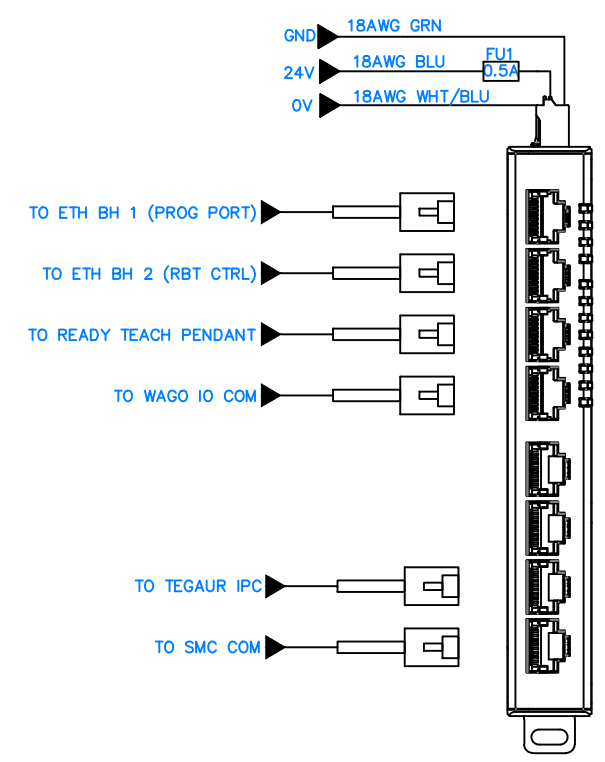 GND 18AWG GRN
24V 18AWG BLU FU1
0.5A
0V 18AWG WHT/BLU
TO ETH BH 1 (PROG PORT)
TO ETH BH 2 (RBT CTRL)
TO READY TEACH PENDANT
TO WAGO IO COM
TO TEGAUR IPC
TO SMC COM